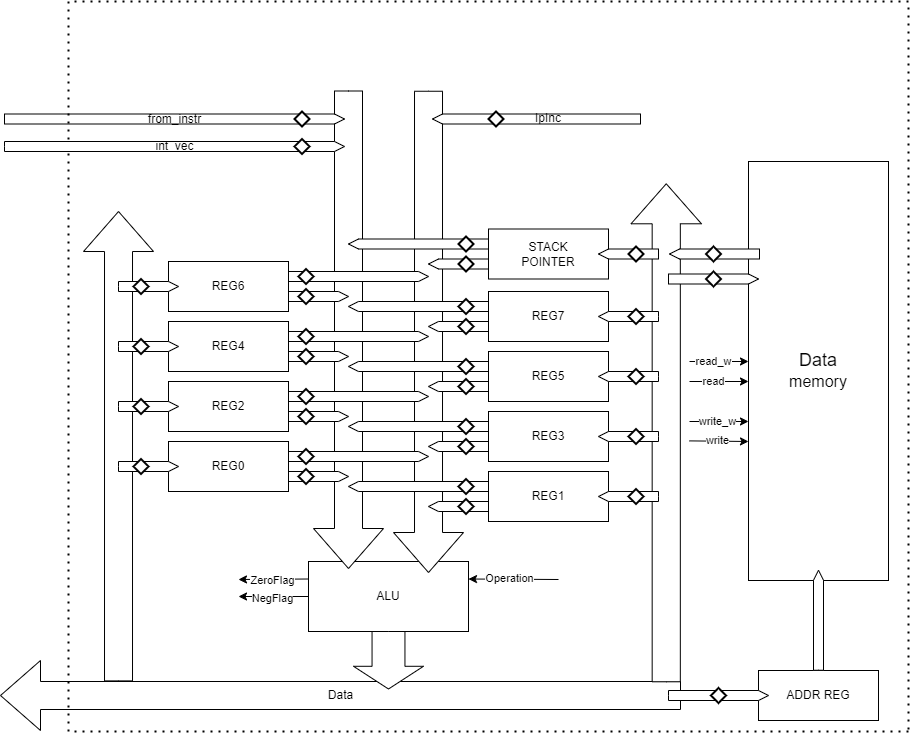 from_instr
IpInc
int_vec
STACK
POINTER
REG6
REG7
REG4
Data
memory
read_w
REG5
read
REG2
write_w
REG3
write
REG0
REG1
ZeroFlag
Operation
NegFlag
ALU
Data
ADDR REG